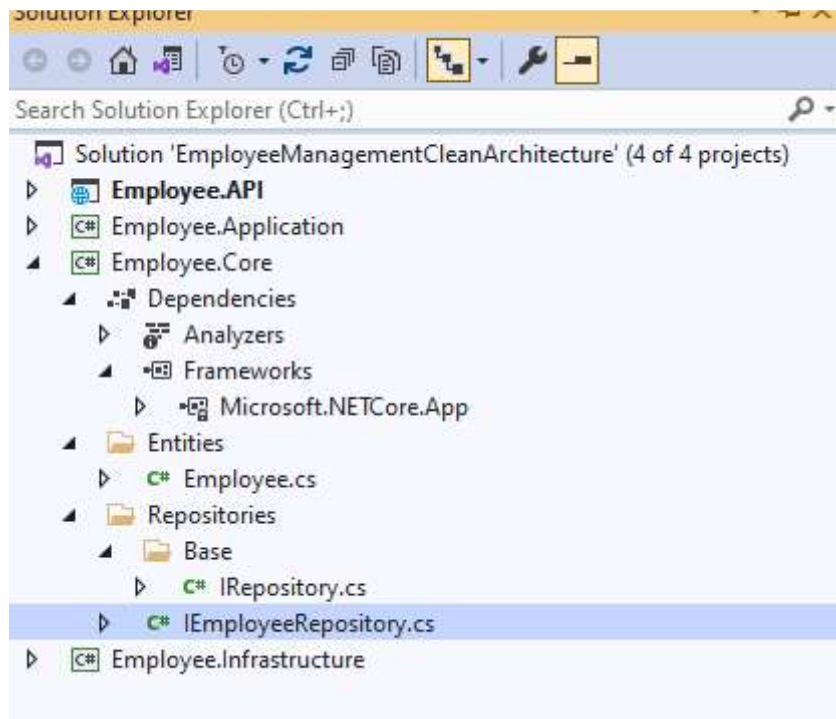 Solution Explorer
Search Solution Explorer (Ctrl+;)
Solution 'EmployeeManagementCleanArchitecture' (4 of 4 projects)
Employee.API
C# Employee.Application
C# Employee.Core
Dependencies
Analyzers
Frameworks
Microsoft.NETCore.App
Entities
C# Employee.cs
Repositories
Base
C# IRepository.cs
C# IEmployeeRepository.cs
C# Employee.Infrastructure